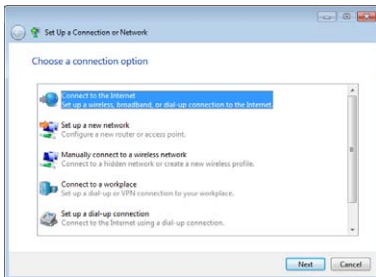 Set Up a Connection or Network
Choose a connection option
Connect to the Internet
Set up a wireless, broadband, or dial-up connection to the Internet.
Set up a new network
Configure a new router or access point.
Manually connect to a wireless network
Connect to a hidden network or create a new wireless profile.
Connect to a workplace
Set up a dial-up or VPN connection to your workplace.
Set up a dial-up connection
Connect to the Internet using a dial-up connection.
Next
Cancel